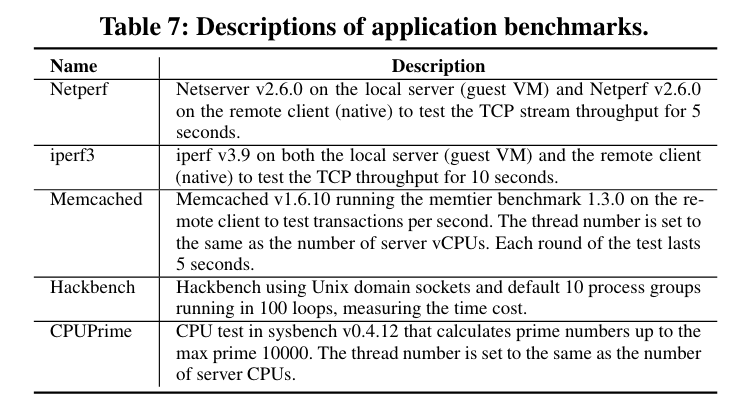 Table 7: Descriptions of application benchmarks.
Name Description
Netperf Netserver v2.6.0 on the local server (guest VM) and Netperf v2.6.0
on the remote client (native) to test the TCP stream throughput for 5
seconds.
iperf3 iperf v3.9 on both the local server (guest VM) and the remote client
(native) to test the TCP throughput for 10 seconds.
Memcached Memcached v1.6.10 running the memtier benchmark 1.3.0 on the re-
mote client to test transactions per second. The thread number is set to
the same as the number of server vCPUs. Each round of the test lasts
5 seconds.
Hackbench Hackbench using Unix domain sockets and default 10 process groups
running in 100 loops, measuring the time cost.
CPUPrime CPU test in sysbench v0.4.12 that calculates prime numbers up to the
max prime 10000. The thread number is set to the same as the number
of server CPUs.